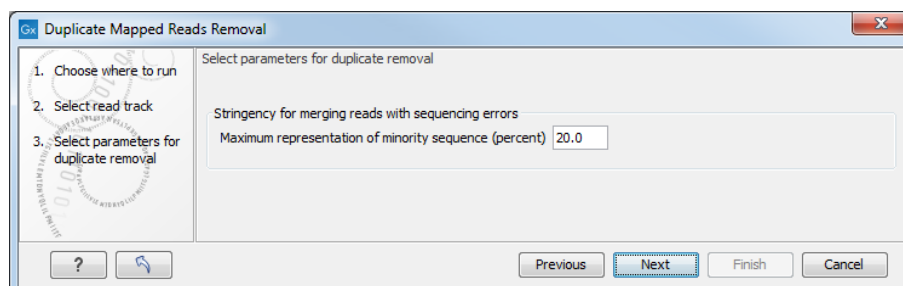 Gx Duplicate Mapped Reads Removal
X
1. Choose where to run
2. Select read track
3. Select parameters for
duplicate removal
Select parameters for duplicate removal
Stringency for merging reads with sequencing errors
Maximum representation of minority sequence (percent) 20.0
?
Previous
Next
Finish
Cancel